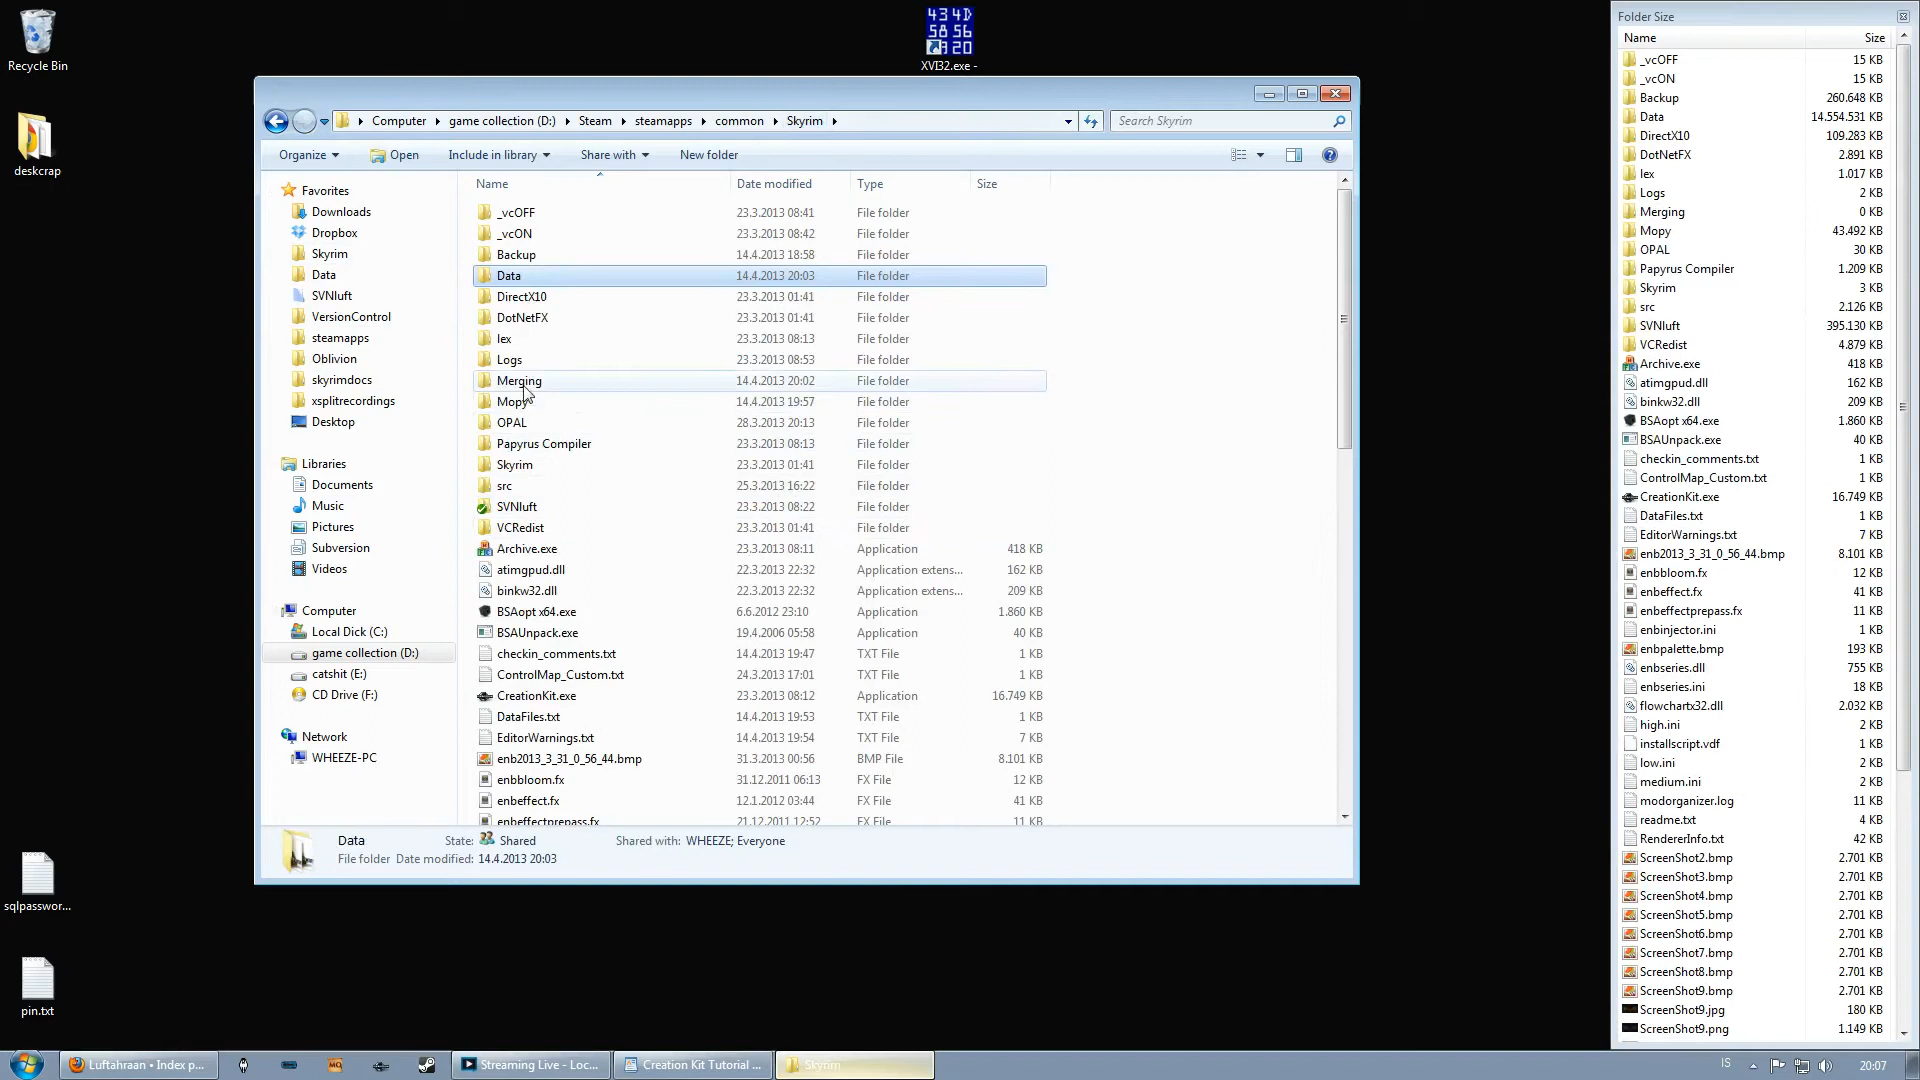 Recycle Bin
deskcrap
sqlpasswor...
pin.txt
XVI32.exe -
Computer
game collection (D:)
Steam
steamapps
common
Skyrim
Search Skyrim
Organize
Open
Include in library
Share with
New folder
Favorites
Downloads
Dropbox
Skyrim
Data
SVNluft
VersionControl
steamapps
Oblivion
skyrimdocs
xsplitrecordings
Desktop
Libraries
Documents
Music
Pictures
Subversion
Videos
Computer
Local Dick (C:)
game collection (D:)
catshit (E:)
CD Drive (F:)
Network
WHEEZE-PC
Name Date modified Type Size
_vcOFF 23.3.2013 08:41 File folder
_vcON 23.3.2013 08:42 File folder
Backup 14.4.2013 18:58 File folder
Data 14.4.2013 20:03 File folder
DirectX10 23.3.2013 01:41 File folder
DotNetFX 23.3.2013 01:41 File folder
lex 23.3.2013 08:13 File folder
Logs 23.3.2013 08:53 File folder
Merging 14.4.2013 20:02 File folder
Mopy 14.4.2013 19:57 File folder
OPAL 28.3.2013 20:13 File folder
Papyrus Compiler 23.3.2013 08:13 File folder
Skyrim 23.3.2013 01:41 File folder
src 25.3.2013 16:22 File folder
SVNluft 23.3.2013 08:22 File folder
VCRedist 23.3.2013 01:41 File folder
Archive.exe 23.3.2013 08:11 Application 418 KB
atimgpud.dll 22.3.2013 22:32 Application extens... 162 KB
binkw32.dll 22.3.2013 22:32 Application extens... 209 KB
BSAopt x64.exe 6.6.2012 23:10 Application 1.860 KB
BSAUnpack.exe 19.4.2006 05:58 Application 40 KB
checkin_comments.txt 14.4.2013 19:47 TXT File 1 KB
ControlMap_Custom.txt 24.3.2013 17:01 TXT File 1 KB
CreationKit.exe 23.3.2013 08:12 Application 16.749 KB
DataFiles.txt 14.4.2013 19:53 TXT File 1 KB
EditorWarnings.txt 14.4.2013 19:54 TXT File 7 KB
enb2013_3_31_0_56_44.bmp 31.3.2013 00:56 BMP File 8.101 KB
enbbloom.fx 31.12.2011 06:13 FX File 12 KB
enbeffect.fx 12.1.2012 03:44 FX File 41 KB
enbeffectprepass.fx 21.12.2011 12:52 FX File 11 KB
Data State: Shared Shared with: WHEEZE; Everyone
File folder Date modified: 14.4.2013 20:03
Folder Size
Name Size
_vcOFF 15 KB
_vcON 15 KB
Backup 260.648 KB
Data 14.554.531 KB
DirectX10 109.283 KB
DotNetFX 2.891 KB
lex 1.017 KB
Logs 2 KB
Merging 0 KB
Mopy 43.492 KB
OPAL 30 KB
Papyrus Compiler 1.209 KB
Skyrim 3 KB
src 2.126 KB
SVNluft 395.130 KB
VCRedist 4.879 KB
Archive.exe 418 KB
atimgpud.dll 162 KB
binkw32.dll 209 KB
BSAopt x64.exe 1.860 KB
BSAUnpack.exe 40 KB
checkin_comments.txt 1 KB
ControlMap_Custom.txt 1 KB
CreationKit.exe 16.749 KB
DataFiles.txt 1 KB
EditorWarnings.txt 7 KB
enb2013_3_31_0_56_44.bmp 8.101 KB
enbbloom.fx 12 KB
enbeffect.fx 41 KB
enbeffectprepass.fx 11 KB
enbinjector.ini 1 KB
enbpalette.bmp 193 KB
enbseries.dll 755 KB
enbseries.ini 18 KB
flowchartx32.dll 2.032 KB
high.ini 2 KB
installscript.vdf 1 KB
low.ini 2 KB
medium.ini 2 KB
modorganizer.log 11 KB
readme.txt 4 KB
RendererInfo.txt 42 KB
ScreenShot2.bmp 2.701 KB
ScreenShot3.bmp 2.701 KB
ScreenShot4.bmp 2.701 KB
ScreenShot5.bmp 2.701 KB
ScreenShot6.bmp 2.701 KB
ScreenShot7.bmp 2.701 KB
ScreenShot8.bmp 2.701 KB
ScreenShot9.bmp 2.701 KB
ScreenShot9.jpg 180 KB
ScreenShot9.png 1.149 KB
Luftahraan • Index p...
Streaming Live - Loc...
Creation Kit Tutorial ...
Skyrim
IS
20:07